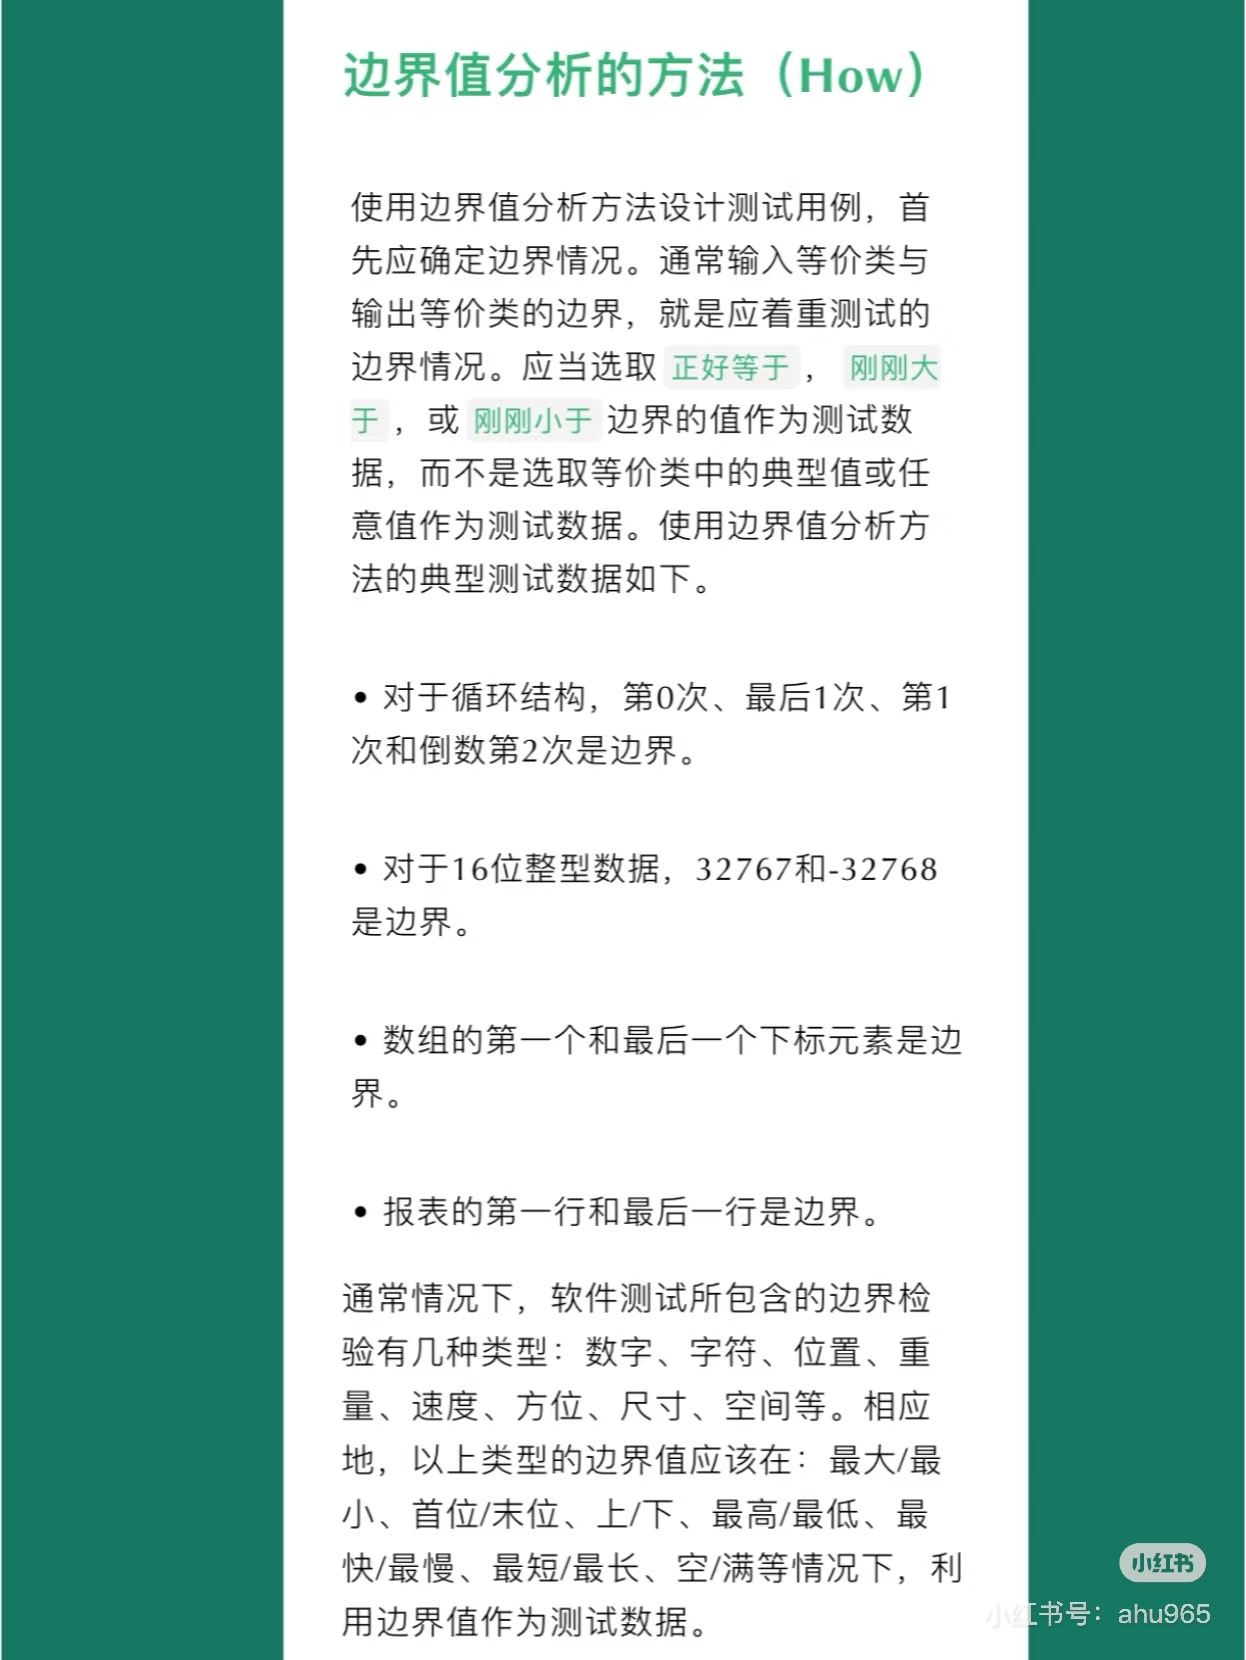 边界值分析的方法（How）
使用边界值分析方法设计测试用例，首
先应确定边界情况。通常输入等价类与
输出等价类的边界，就是应着重测试的
边界情况。应当选取 正好等于 ， 刚刚大
于 ，或 刚刚小于 边界的值作为测试数
据，而不是选取等价类中的典型值或任
意值作为测试数据。使用边界值分析方
法的典型测试数据如下。
• 对于循环结构，第0次、最后1次、第1
次和倒数第2次是边界。
• 对于16位整型数据，32767和-32768
是边界。
• 数组的第一个和最后一个下标元素是边
界。
• 报表的第一行和最后一行是边界。
通常情况下，软件测试所包含的边界检
验有几种类型：数字、字符、位置、重
量、速度、方位、尺寸、空间等。相应
地，以上类型的边界值应该在：最大/最
小、首位/末位、上/下、最高/最低、最
快/最慢、最短/最长、空/满等情况下，利
用边界值作为测试数据。
小红书
小红书号：ahu965